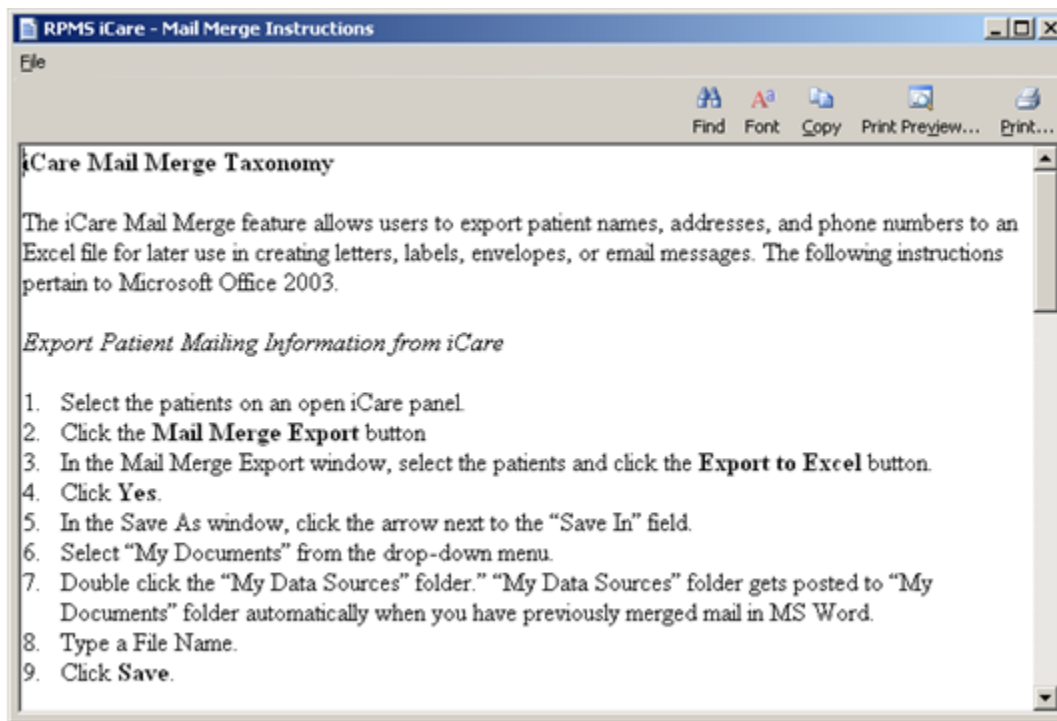 RPMS iCare - Mail Merge Instructions
File
Find Font Copy Print Preview... Print...
iCare Mail Merge Taxonomy
The iCare Mail Merge feature allows users to export patient names, addresses, and phone numbers to an
Excel file for later use in creating letters, labels, envelopes, or email messages. The following instructions
pertain to Microsoft Office 2003.
Export Patient Mailing Information from iCare
1. Select the patients on an open iCare panel.
2. Click the Mail Merge Export button
3. In the Mail Merge Export window, select the patients and click the Export to Excel button.
4. Click Yes.
5. In the Save As window, click the arrow next to the “Save In” field.
6. Select “My Documents” from the drop-down menu.
7. Double click the “My Data Sources” folder.” “My Data Sources” folder gets posted to “My
Documents” folder automatically when you have previously merged mail in MS Word.
8. Type a File Name.
9. Click Save.